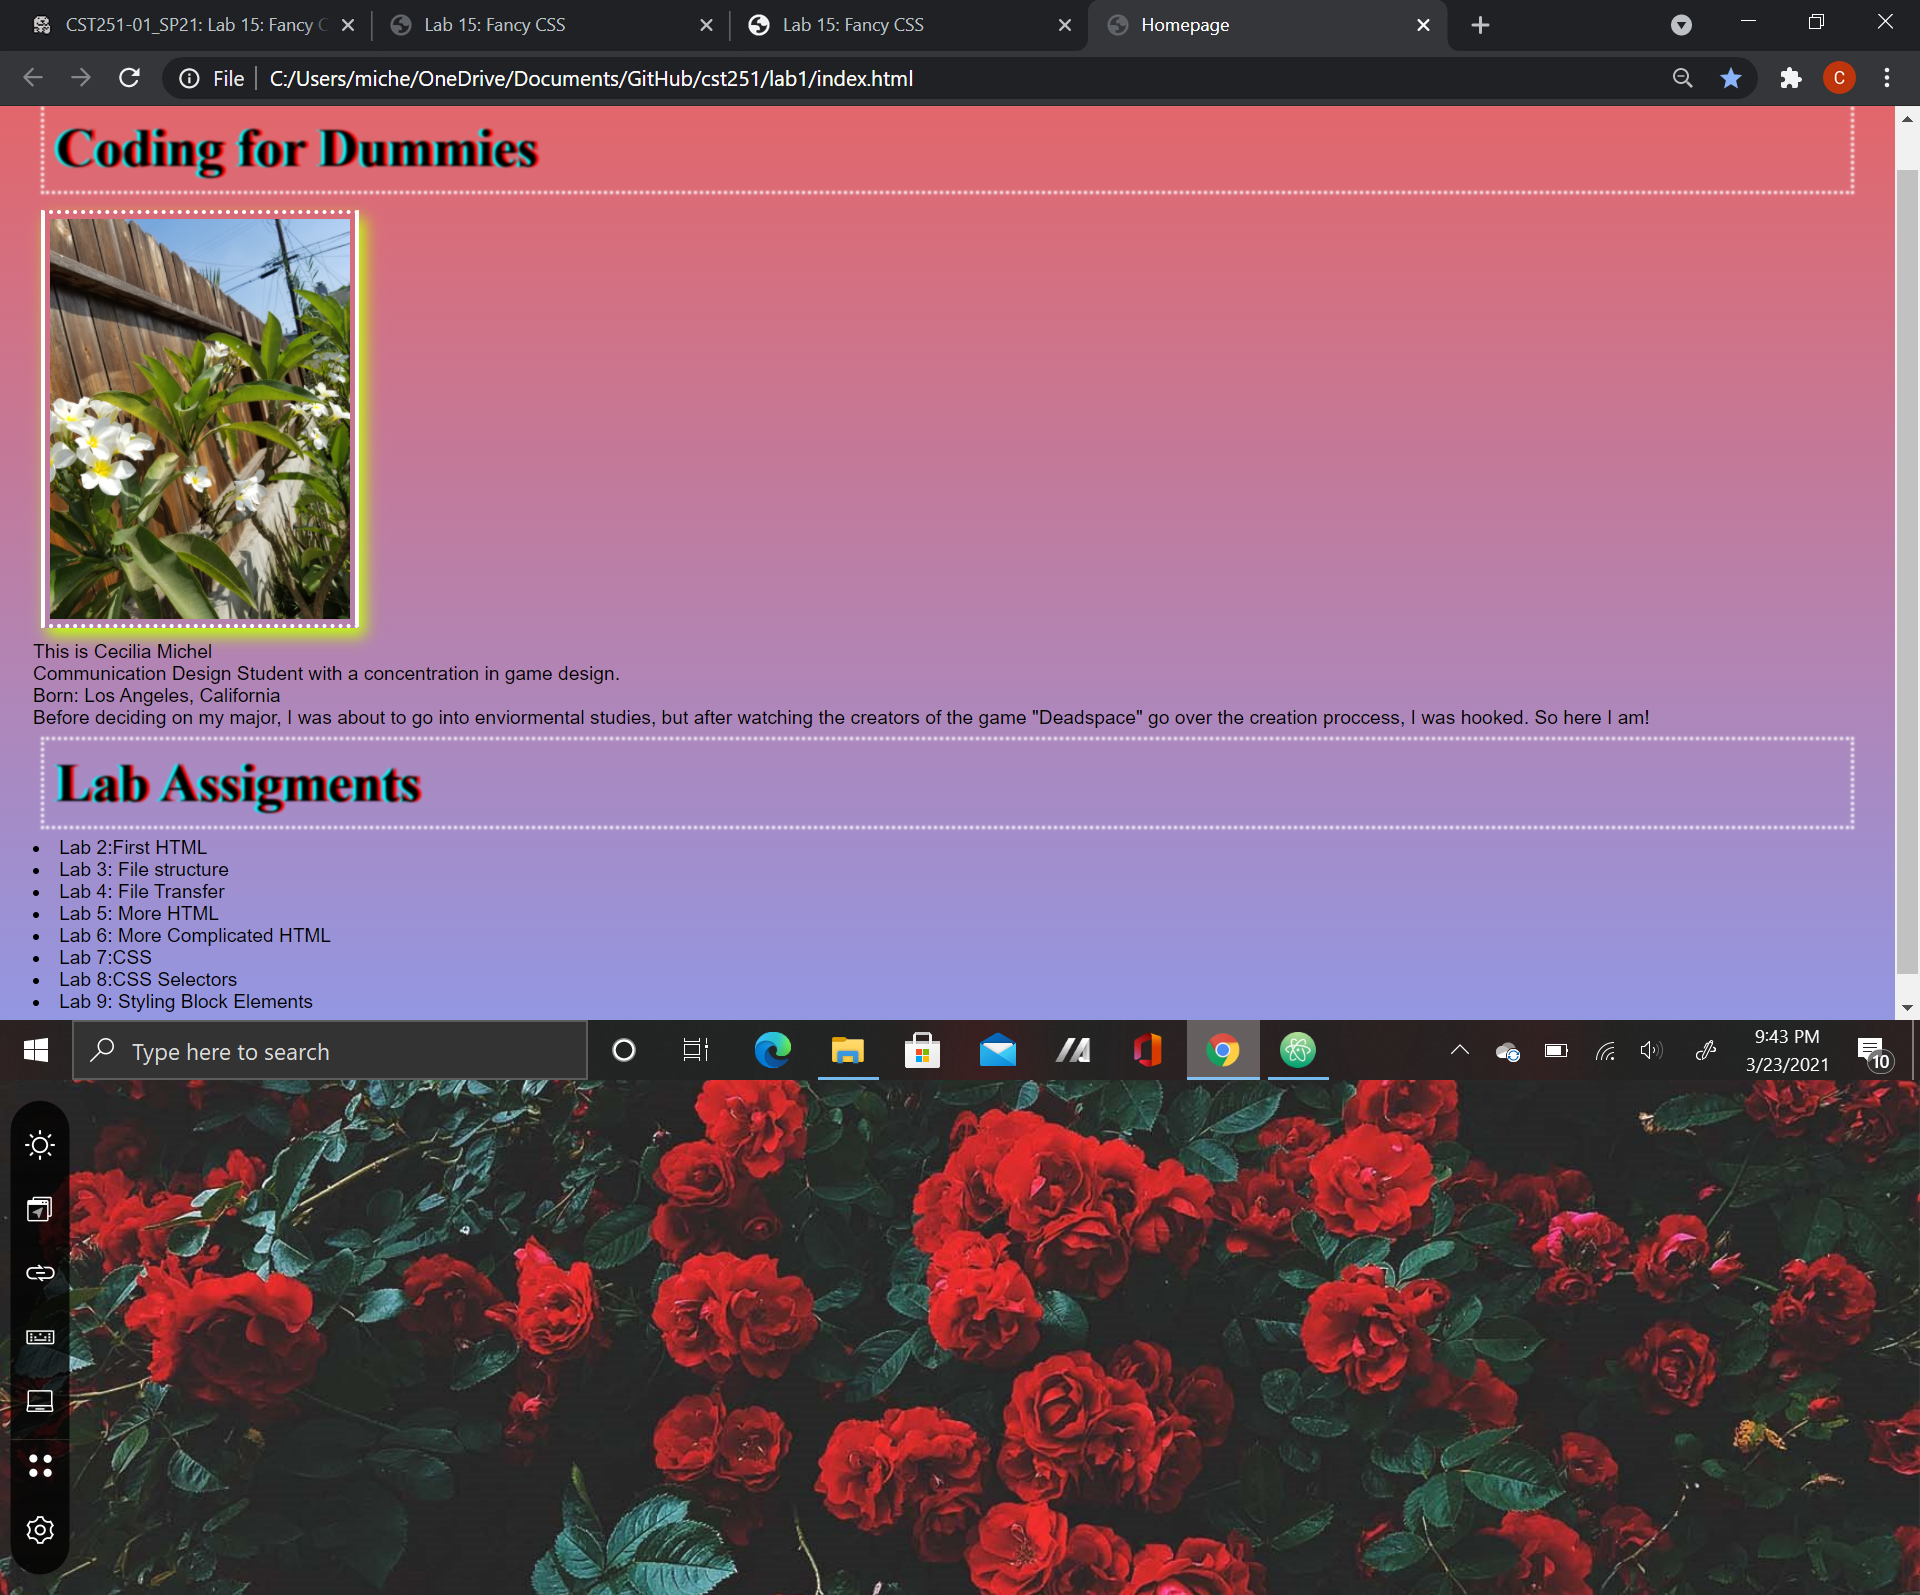 CST251-01_SP21: Lab 15: Fancy C
Lab 15: Fancy CSS
Lab 15: Fancy CSS
Homepage
File
C:/Users/miche/OneDrive/Documents/GitHub/cst251/lab1/index.html
C
Coding for Dummies
This is Cecilia Michel
Communication Design Student with a concentration in game design.
Born: Los Angeles, California
Before deciding on my major, I was about to go into enviormental studies, but after watching the creators of the game "Deadspace" go over the creation proccess, I was hooked. So here I am!
Lab Assigments
Lab 2:First HTML
Lab 3: File structure
Lab 4: File Transfer
Lab 5: More HTML
Lab 6: More Complicated HTML
Lab 7:CSS
Lab 8:CSS Selectors
Lab 9: Styling Block Elements
Type here to search
9:43 PM
3/23/2021
10